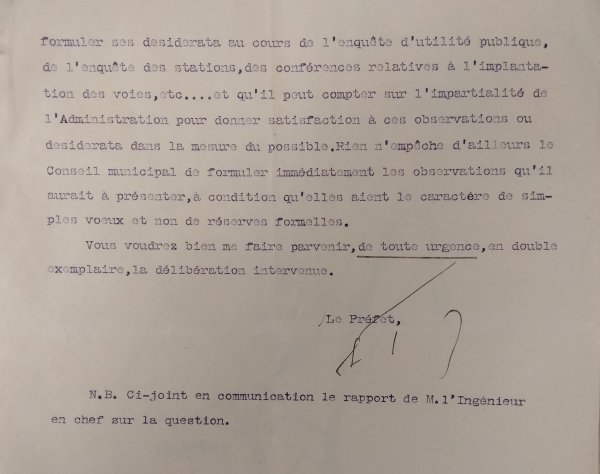 formuler ses desiderata au cours de l'enquête d'utilité publique,
de l'enquête des stations,des conférences relatives à l'implanta-
tion des voies,etc....et qu'il peut compter sur l'impartialité de
l'Administration pour donner satisfaction à ces observations ou
desiderata dans la mesure du possible.Rien n'empêche d'ailleurs le
Conseil municipal de formuler immédiatement les observations qu'il
aurait à présenter,à condition qu'elles aient le caractère de sim-
ples voeux et non de réserves formelles.
Vous voudrez bien me faire parvenir,de toute urgence,en double
exemplaire,la délibération intervenue.
Le Préfet,
N.B. Ci-joint en communication le rapport de M.l'Ingénieur
en chef sur la question.